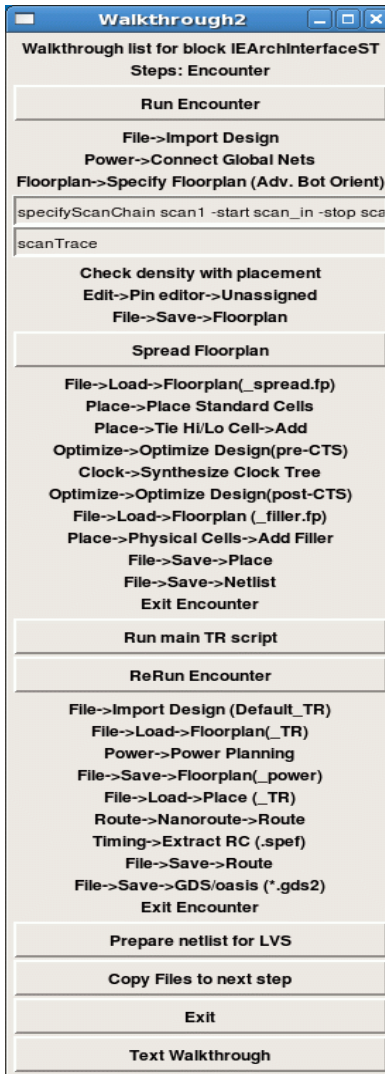 Walkthrough2
Walkthrough list for block IEArchInterfaceST
Steps: Encounter
Run Encounter
File->Import Design
Power->Connect Global Nets
Floorplan->Specify Floorplan (Adv. Bot Orient)
specifyScanChain scan1 -start scan_in -stop sca
scanTrace
Check density with placement
Edit->Pin editor->Unassigned
File->Save->Floorplan
Spread Floorplan
File->Load->Floorplan(_spread.fp)
Place->Place Standard Cells
Place->Tie Hi/Lo Cell->Add
Optimize->Optimize Design(pre-CTS)
Clock->Synthesize Clock Tree
Optimize->Optimize Design(post-CTS)
File->Load->Floorplan (_filler.fp)
Place->Physical Cells->Add Filler
File->Save->Place
File->Save->Netlist
Exit Encounter
Run main TR script
ReRun Encounter
File->Import Design (Default_TR)
File->Load->Floorplan(_TR)
Power->Power Planning
File->Save->Floorplan(_power)
File->Load->Place (_TR)
Route->Nanoroute->Route
Timing->Extract RC (.spef)
File->Save->Route
File->Save->GDS/oasis (*.gds2)
Exit Encounter
Prepare netlist for LVS
Copy Files to next step
Exit
Text Walkthrough